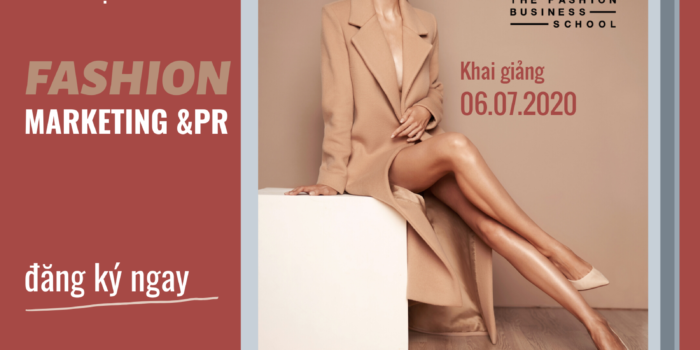 FASHION
MARKETING &PR
đăng ký ngay
THE FASHION
BUSINESS
SCHOOL
Khai giảng
06.07.2020